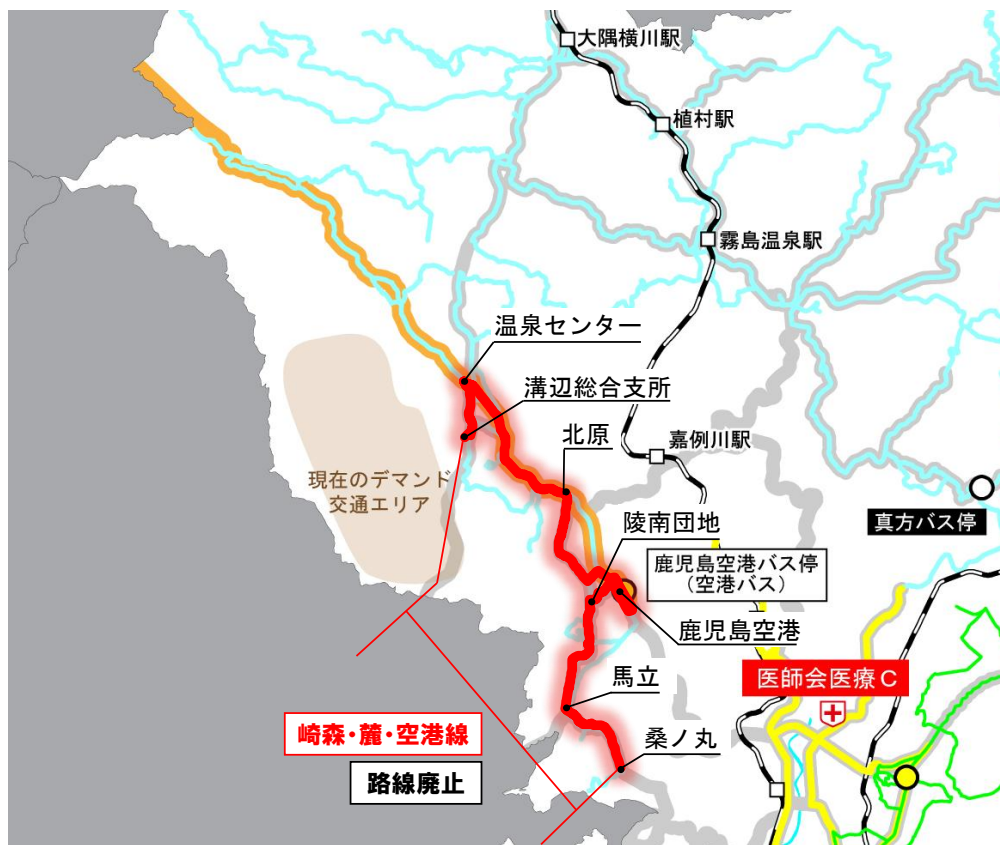 大隅横川駅
植村駅
霧島温泉駅
温泉センター
溝辺総合支所
北原
嘉例川駅
現在のデマンド
交通エリア
陵南団地
真方バス停
鹿児島空港バス停
（空港バス）
鹿児島空港
馬立
医師会医療C
崎森・麓・空港線
桑ノ丸
路線廃止